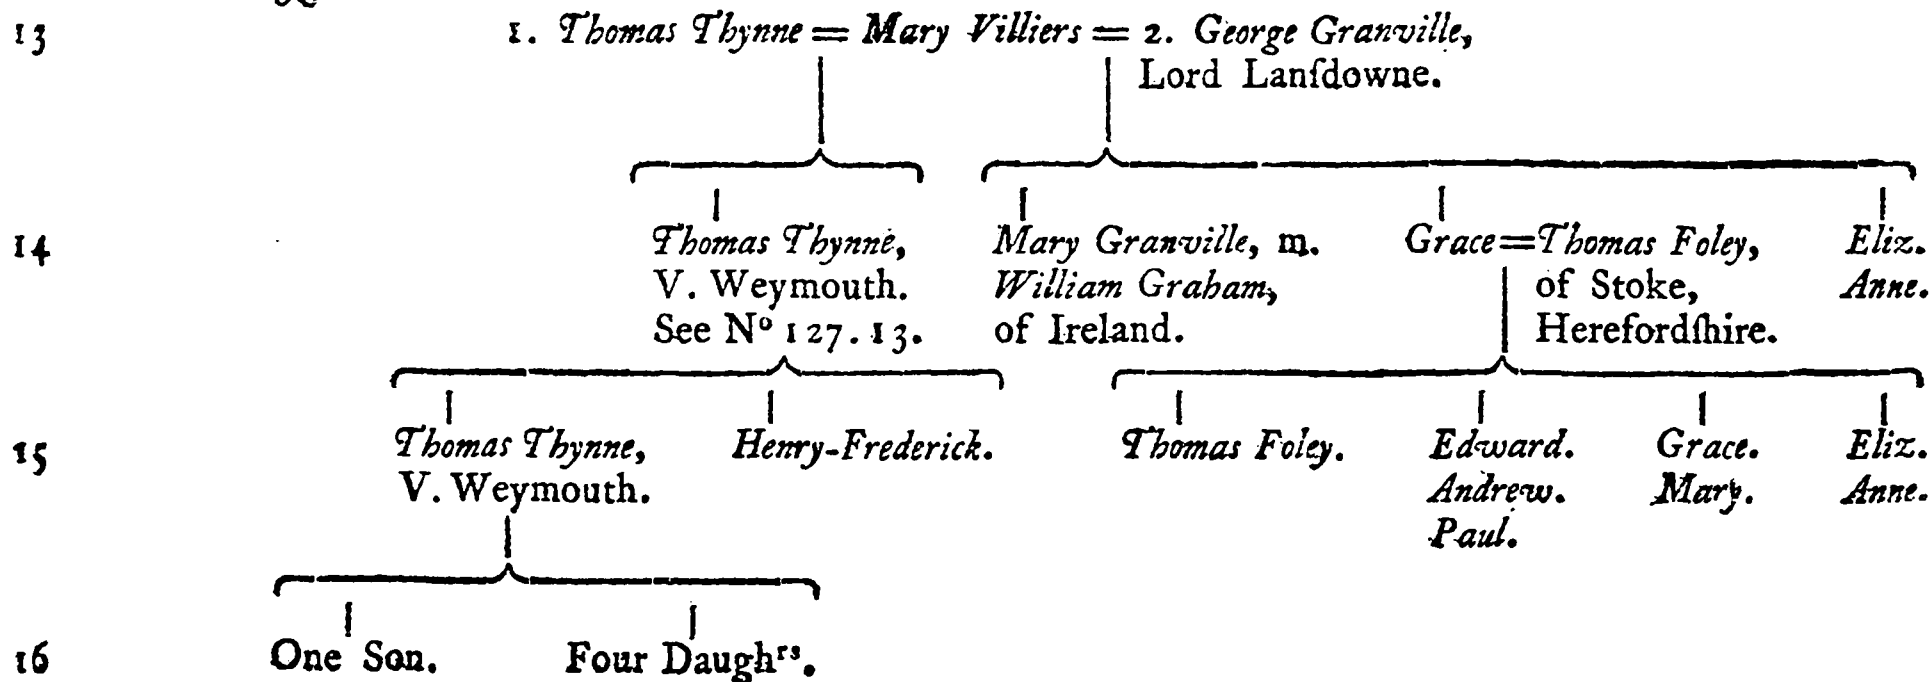 13 1. Thomas Thynne = Mary Villiers = 2. George Granville,
Lord Lanſdowne.
14 Thomas Thynne, Mary Granville, m. Grace=Thomas Foley, Eliz.
V. Weymouth. William Graham, of Stoke, Anne.
See Nº 127.13. of Ireland. Herefordſhire.
15 Thomas Thynne, Henry-Frederick. Thomas Foley. Edward. Grace. Eliz.
V. Weymouth. Andrew. Mary. Anne.
Paul.
16 One Son. Four Daughʳˢ.